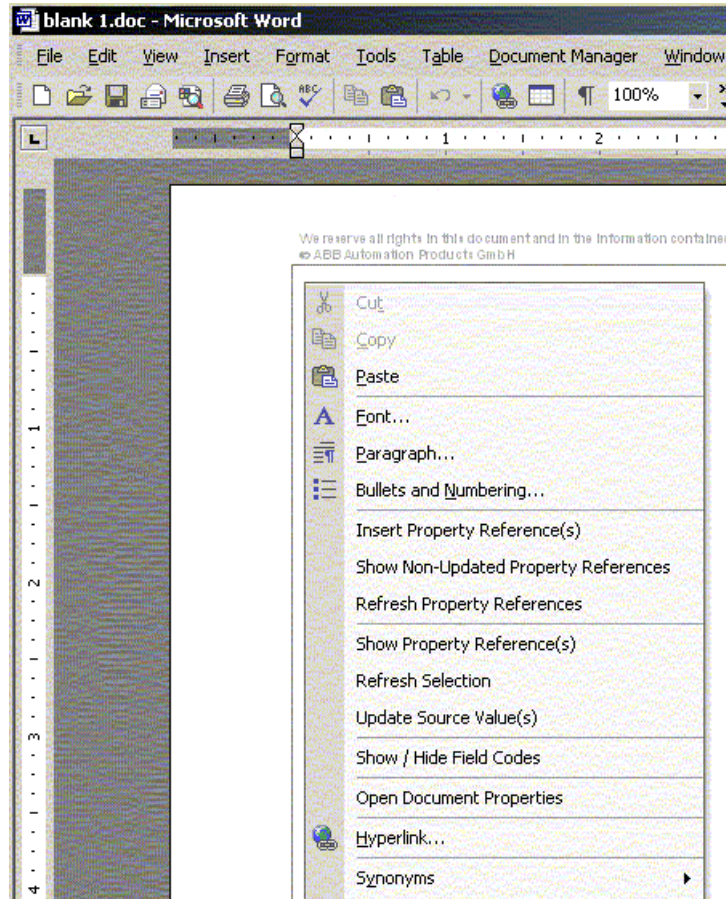 blank 1.doc - Microsoft Word
File Edit View Insert Format Tools Table Document Manager Window
ABC 100%
L 1 2
We reserve all rights in this document and in the information containe
© ABB Automation Products GmbH
Cut
Copy
Paste
A Font...
Paragraph...
1
Bullets and Numbering...
Insert Property Reference(s)
Show Non-Updated Property References
2
Refresh Property References
Show Property Reference(s)
Refresh Selection
Update Source Value(s)
3
Show / Hide Field Codes
Open Document Properties
Hyperlink...
Synonyms
4